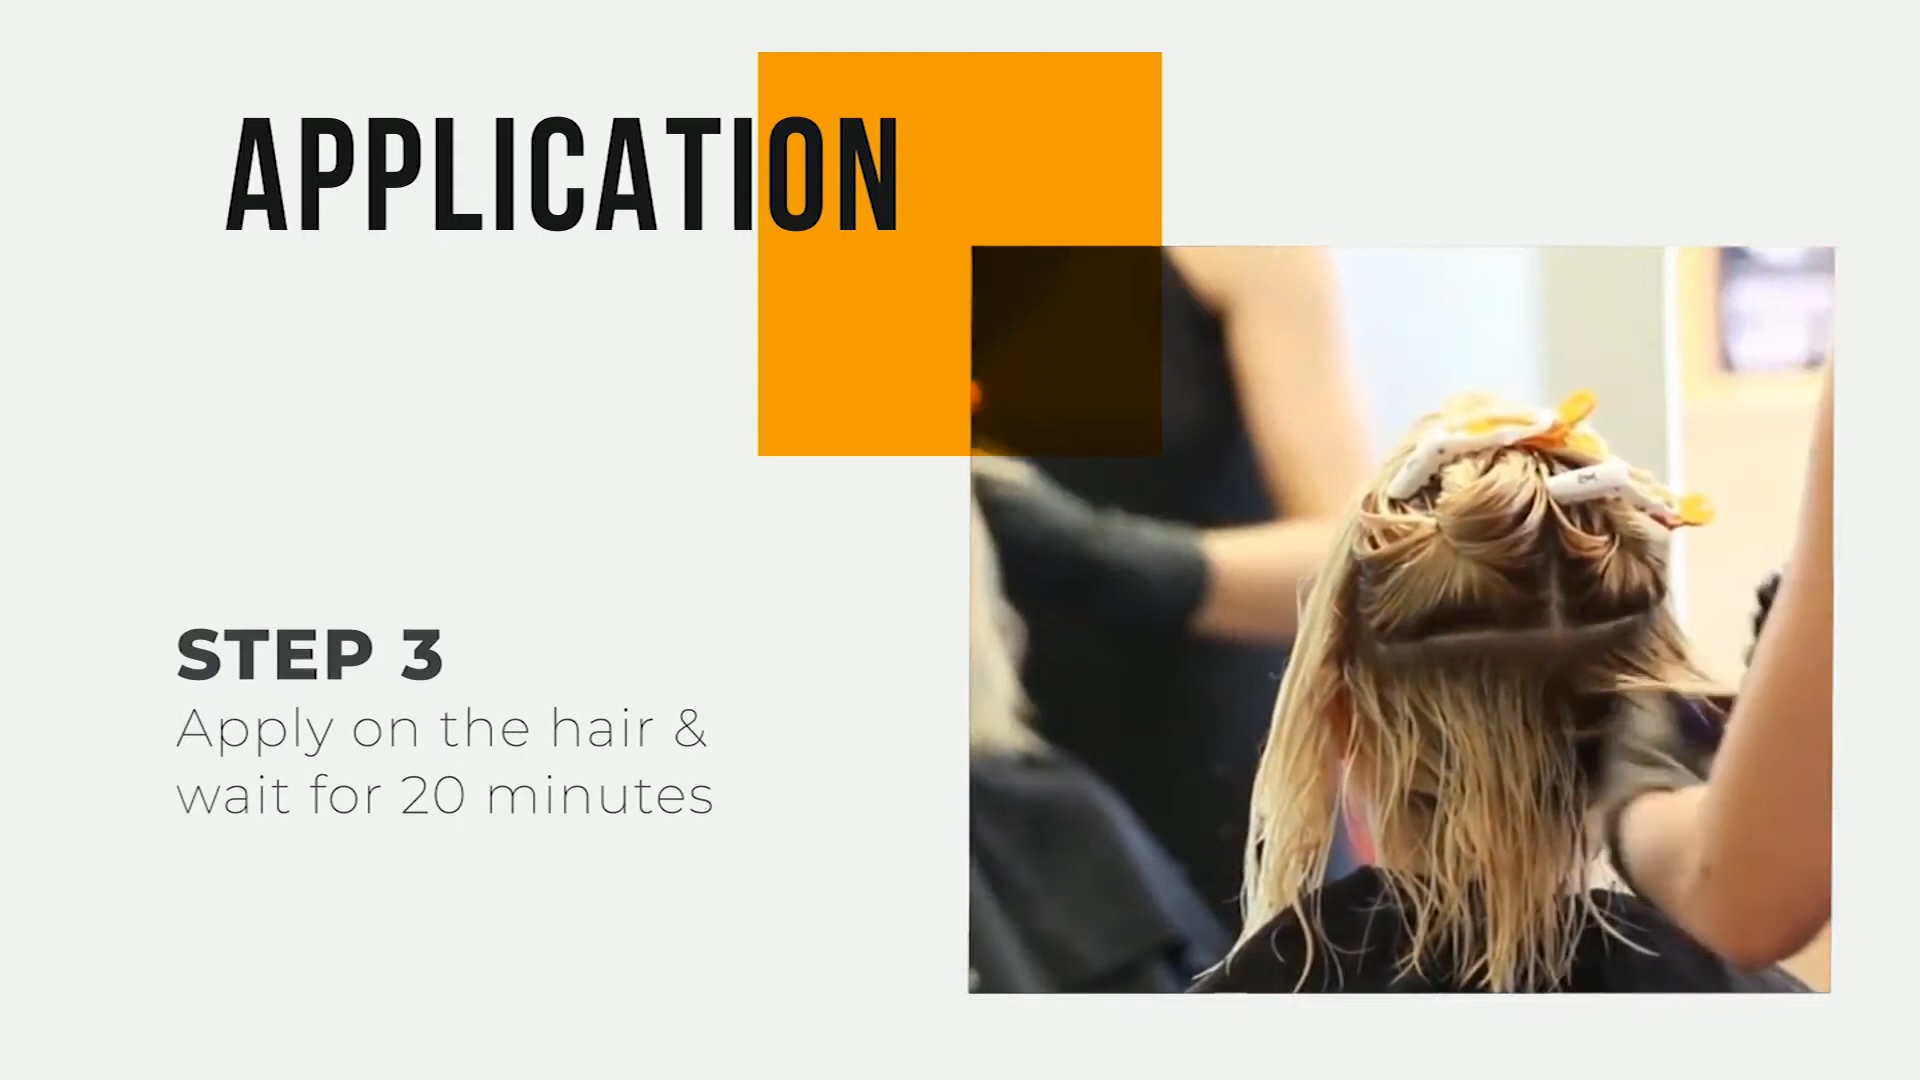 APPLICATION
STEP 3
Apply on the hair &
wait for 20 minutes